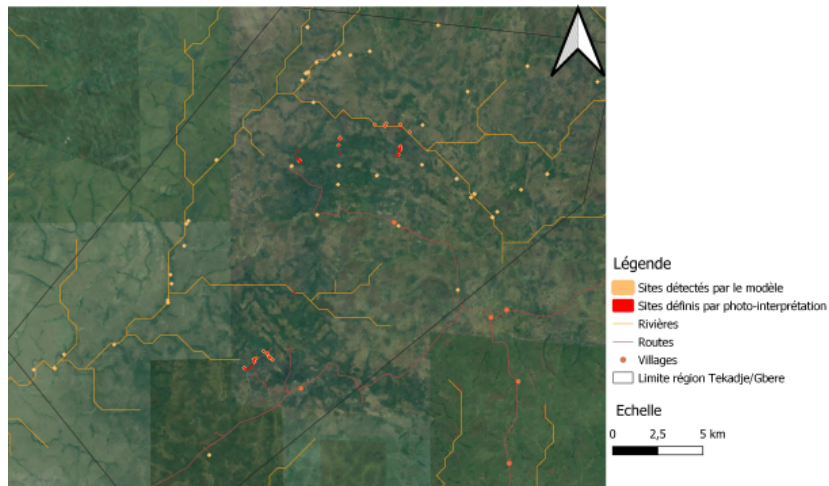 Légende
Sites détectés par le modèle
Sites définis par photo-interprétation
Rivières
Routes
Villages
Limite région Tekadje/Gbere
Echelle
0 2,5 5 km